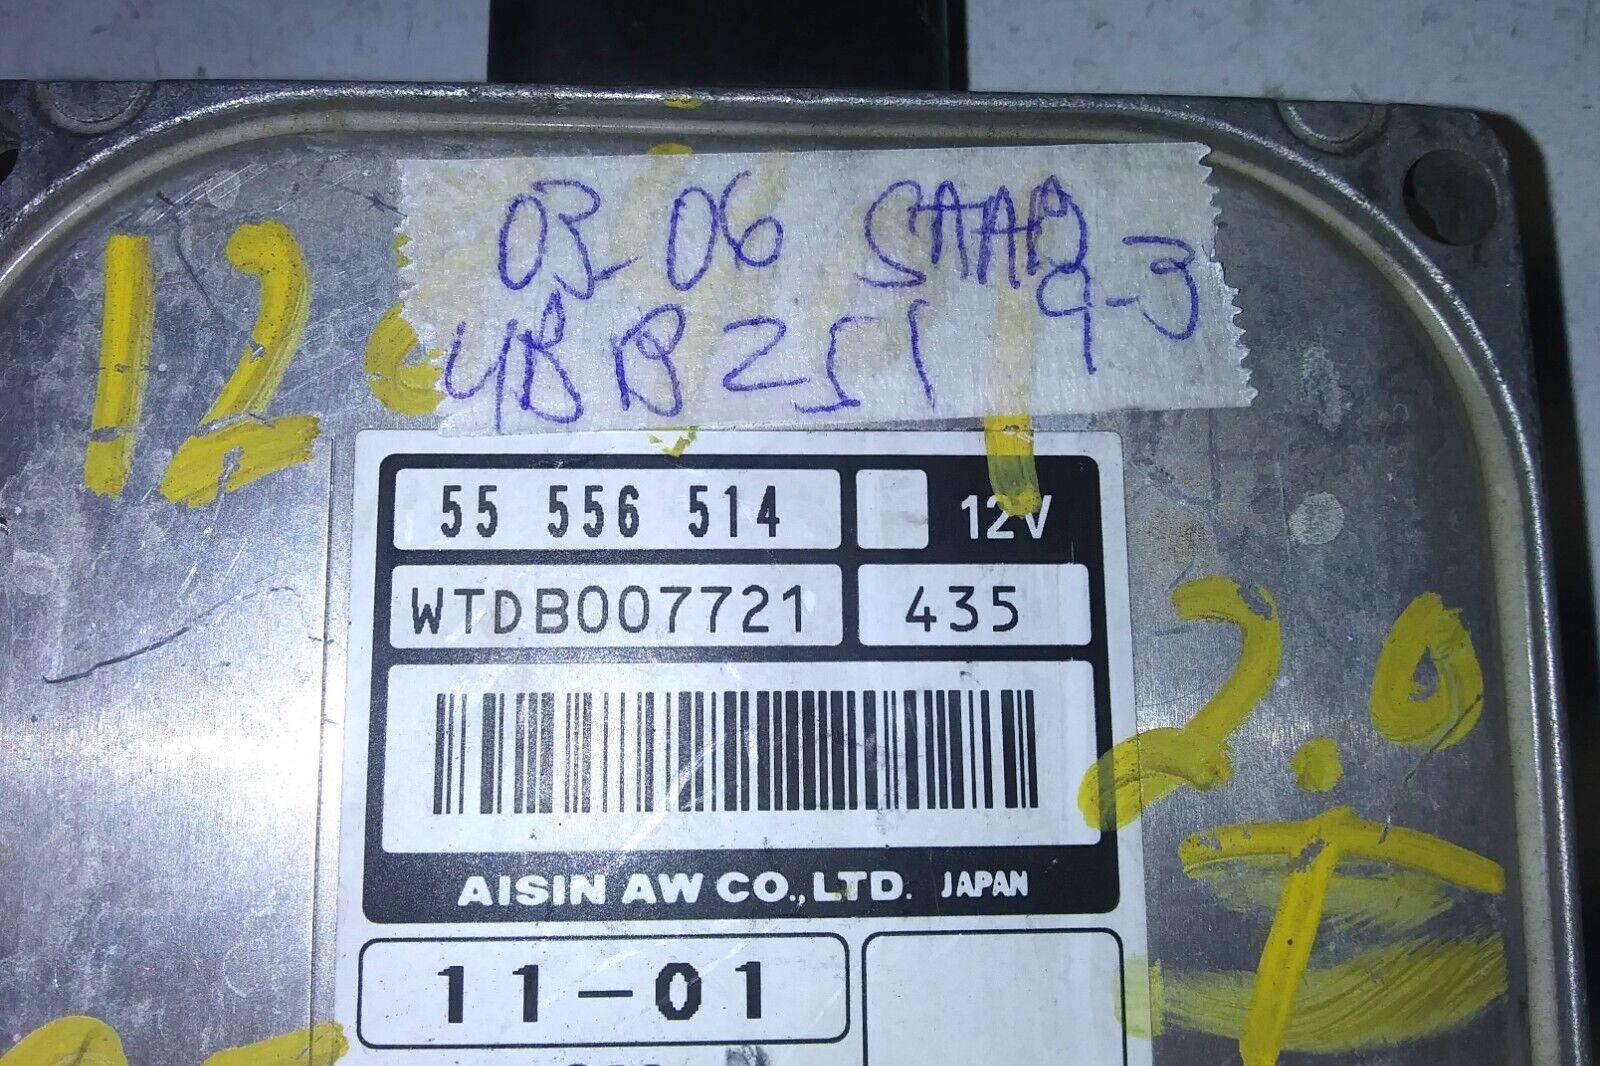 03-06 SAAB 9-3
4BB251
12
55 556 514 12V
WTDB007721 435
2.0
T
AISIN AW CO.,LTD. JAPAN
11-01